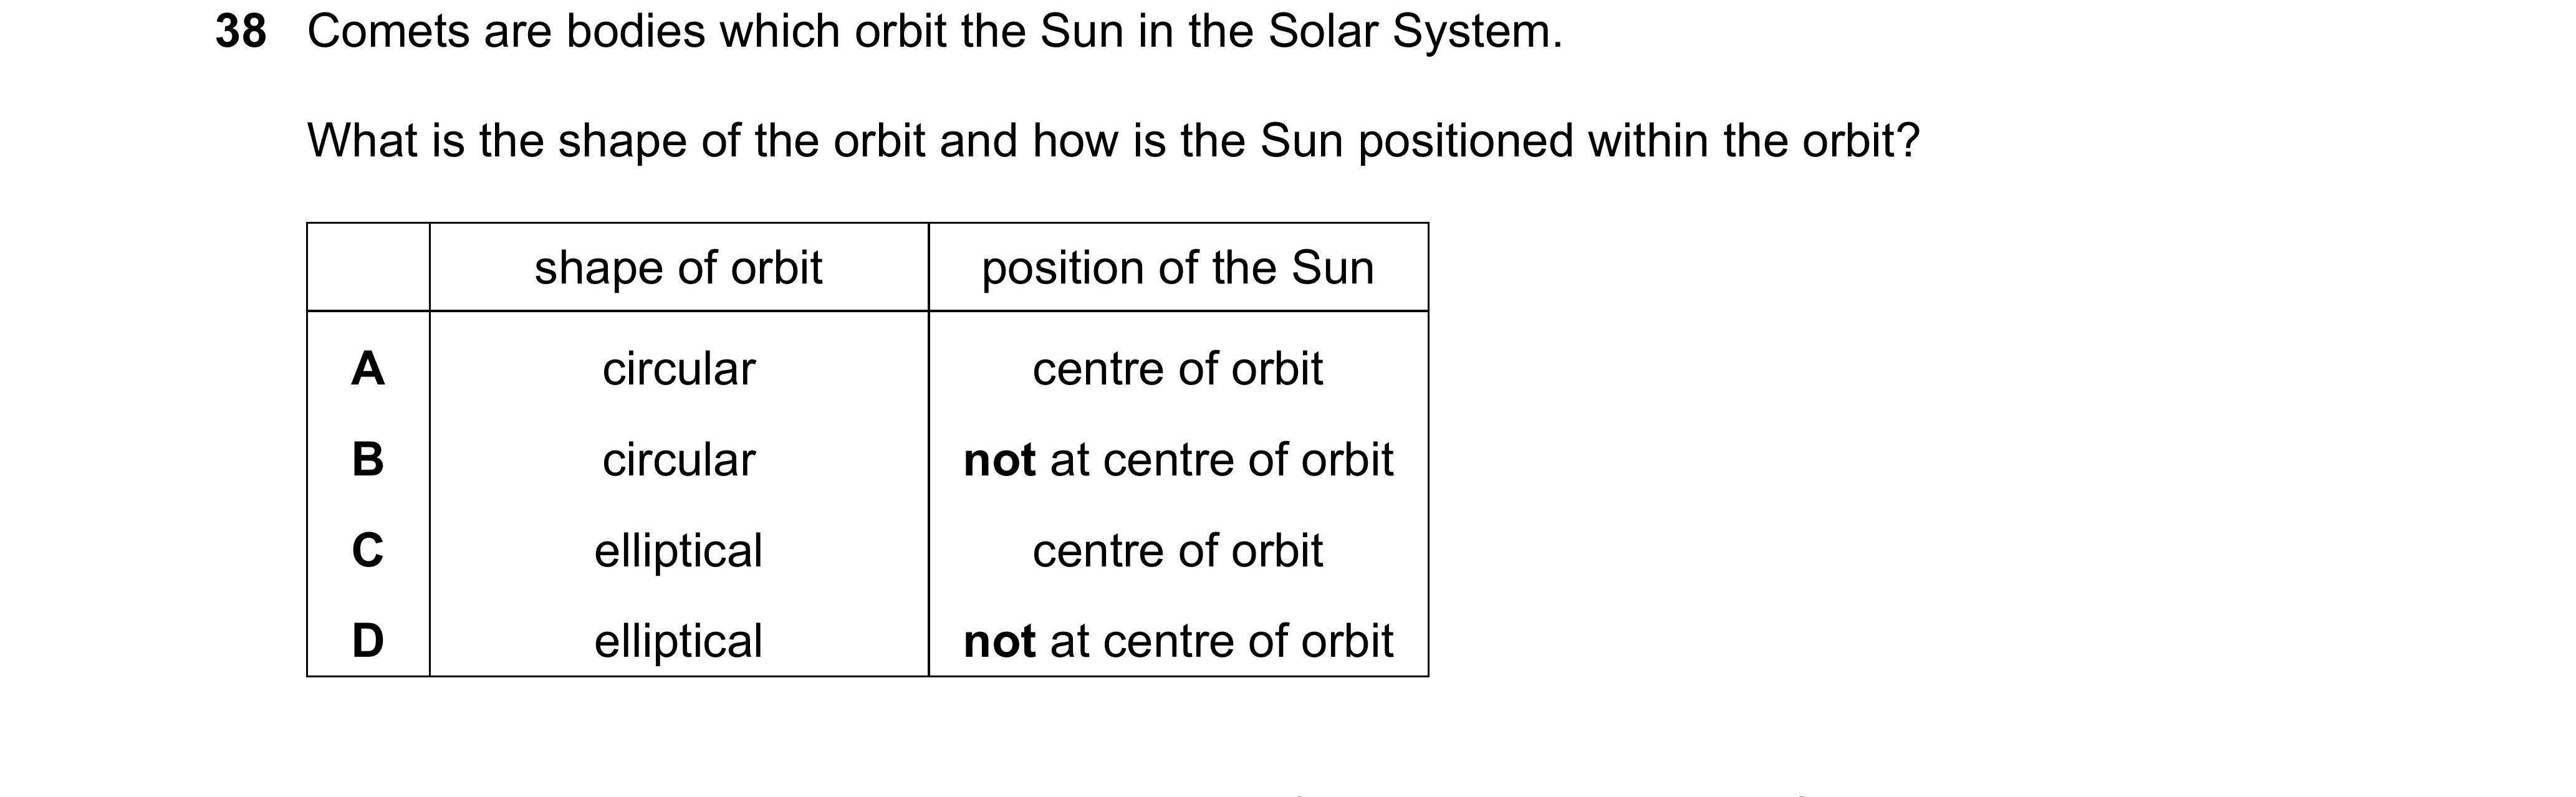 38 Comets are bodies which orbit the Sun in the Solar System.
What is the shape of the orbit and how is the Sun positioned within the orbit?
shape of orbit position of the Sun
A circular centre of orbit
B circular not at centre of orbit
C elliptical centre of orbit
D elliptical not at centre of orbit